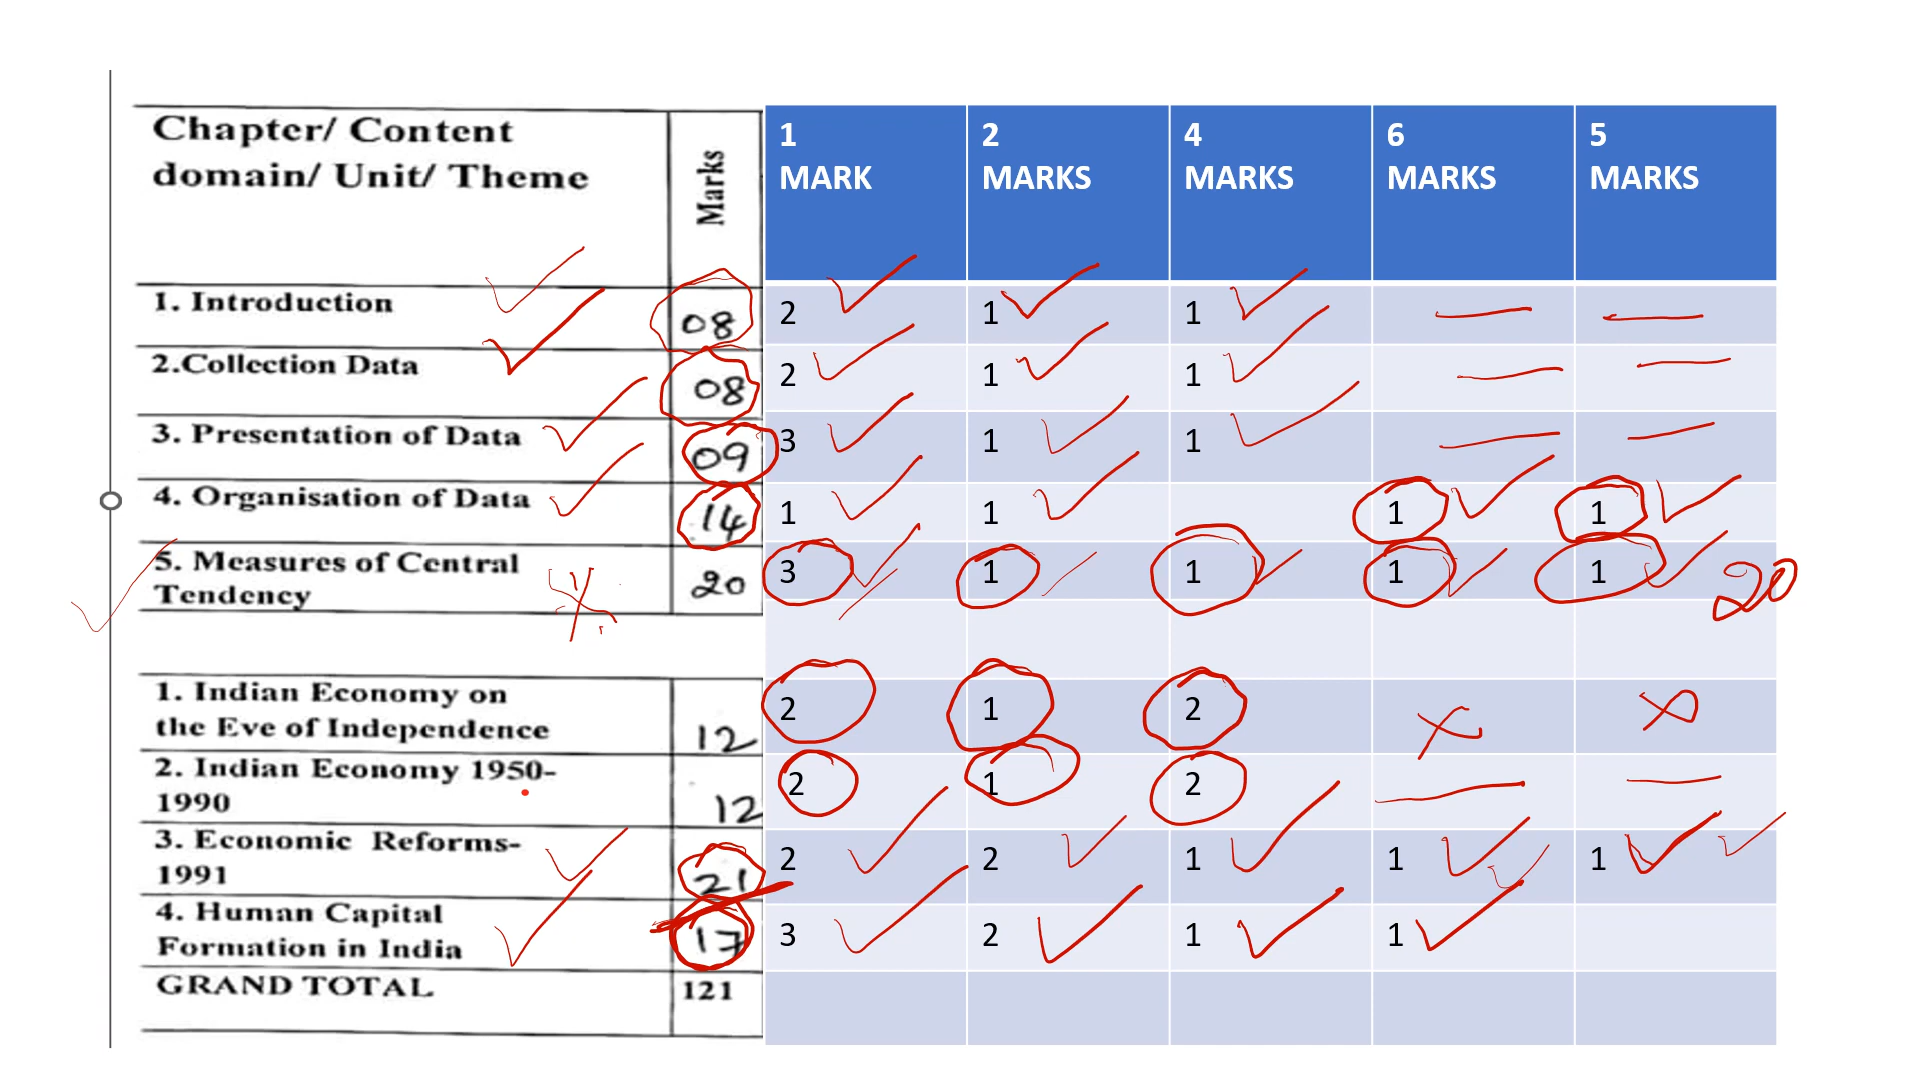 Chapter/ Content domain/ Unit/ Theme Marks 1 MARK 2 MARKS 4 MARKS 6 MARKS 5 MARKS
1. Introduction 08 2 1 1
2.Collection Data 08 2 1 1
3. Presentation of Data 09 3 1 1
4. Organisation of Data 14 1 1 1 1
5. Measures of Central Tendency 20 3 1 1 1 1 20
1. Indian Economy on the Eve of Independence 12 2 1 2
2. Indian Economy 1950-1990 12 2 1 2
3. Economic Reforms-1991 21 2 2 1 1 1
4. Human Capital Formation in India 17 3 2 1 1
GRAND TOTAL 121